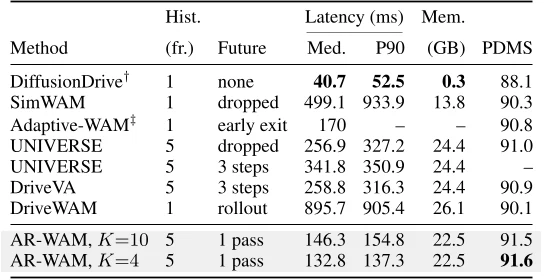 Hist. Latency (ms) Mem.
Method (fr.) Future Med. P90 (GB) PDMS
DiffusionDrive† 1 none 40.7 52.5 0.3 88.1
SimWAM 1 dropped 499.1 933.9 13.8 90.3
Adaptive-WAM‡ 1 early exit 170 – – 90.8
UNIVERSE 5 dropped 256.9 327.2 24.4 91.0
UNIVERSE 5 3 steps 341.8 350.9 24.4 –
DriveVA 5 3 steps 258.8 316.3 24.4 90.9
DriveWAM 1 rollout 895.7 905.4 26.1 90.1
AR-WAM, K=10 5 1 pass 146.3 154.8 22.5 91.5
AR-WAM, K=4 5 1 pass 132.8 137.3 22.5 91.6